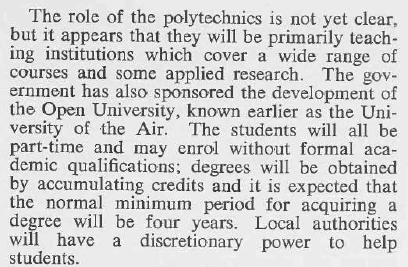 The role of the polytechnics is not yet clear,
but it appears that they will be primarily teach-
ing institutions which cover a wide range of
courses and some applied research. The gov-
ernment has also sponsored the development of
the Open University, known earlier as the Uni-
versity of the Air. The students will all be
part-time and may enrol without formal aca-
demic qualifications; degrees will be obtained
by accumulating credits and it is expected that
the normal minimum period for acquiring a
degree will be four years. Local authorities
will have a discretionary power to help
students.